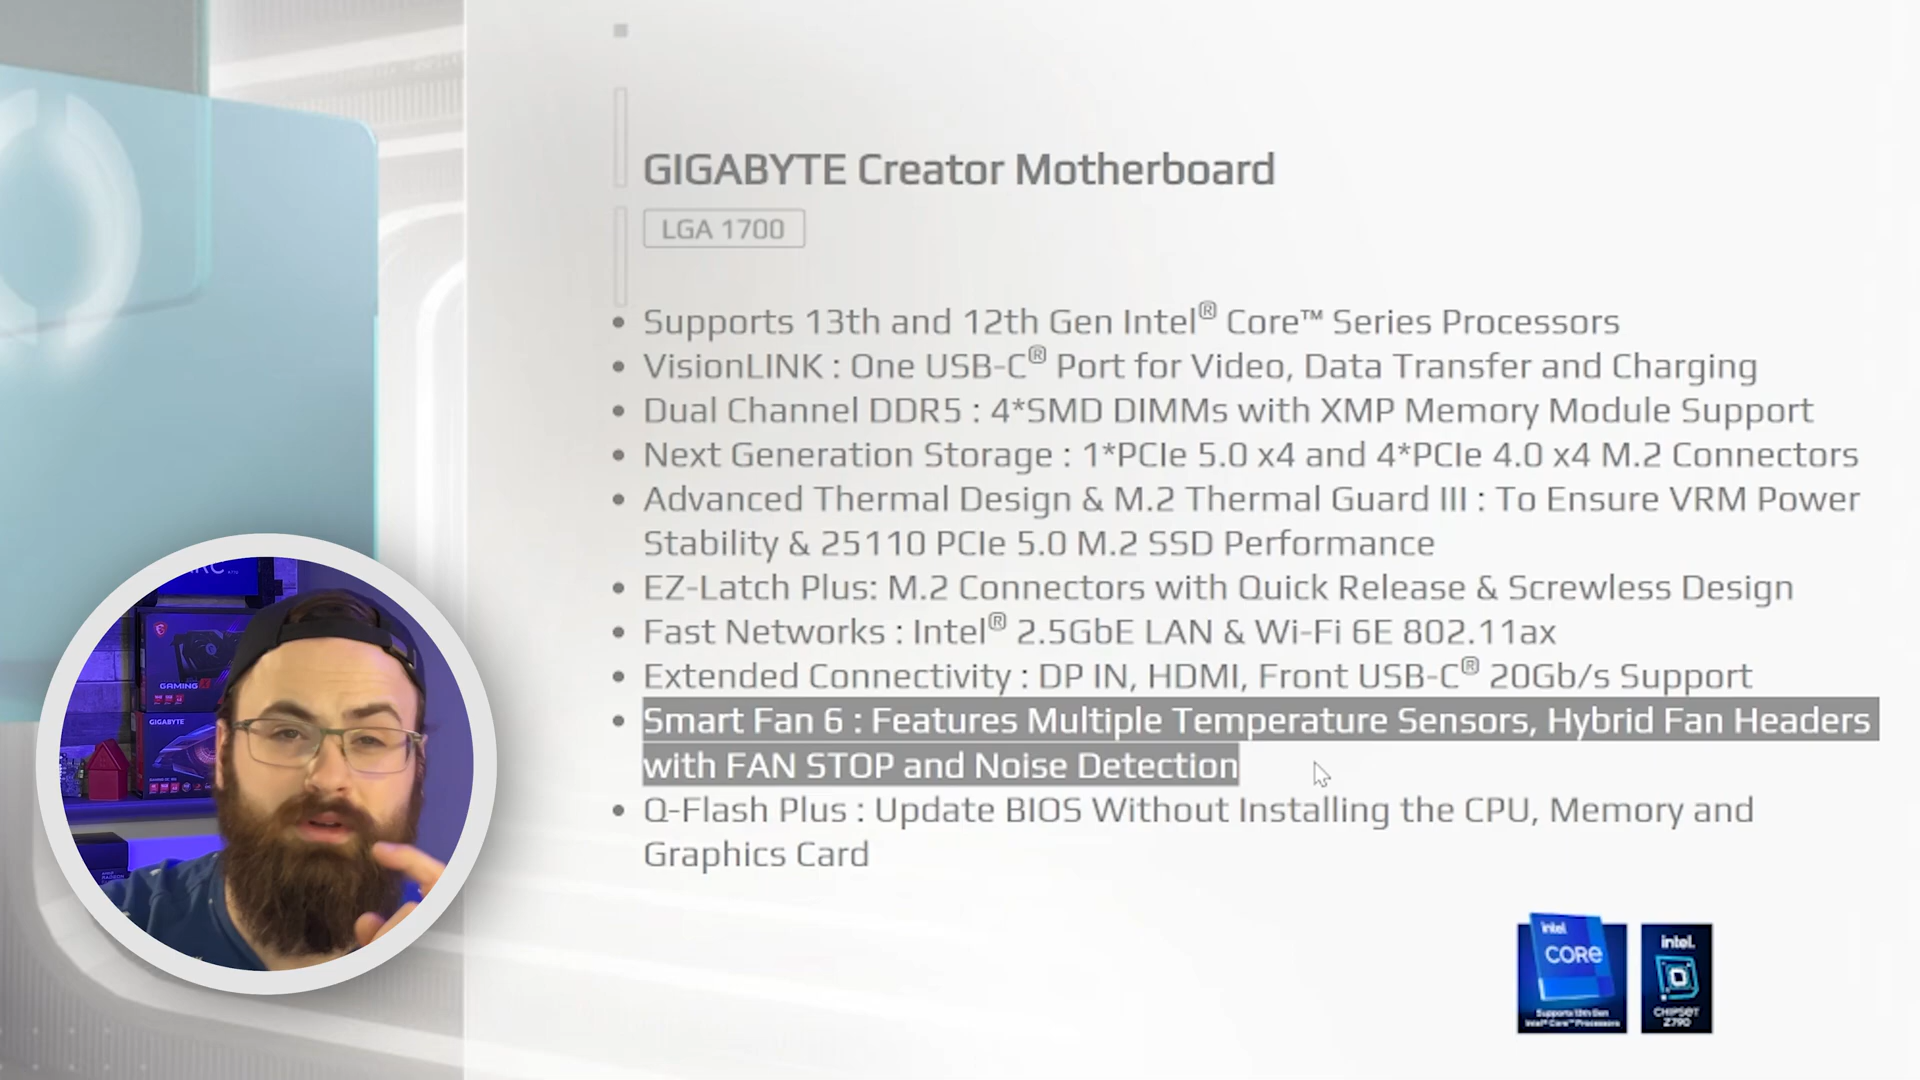 GIGABYTE Creator Motherboard
LGA 1700
Supports 13th and 12th Gen Intel® Core™ Series Processors
VisionLINK : One USB-C® Port for Video, Data Transfer and Charging
Dual Channel DDR5 : 4*SMD DIMMs with XMP Memory Module Support
Next Generation Storage : 1*PCIe 5.0 x4 and 4*PCIe 4.0 x4 M.2 Connectors
Advanced Thermal Design & M.2 Thermal Guard III : To Ensure VRM Power
Stability & 25110 PCIe 5.0 M.2 SSD Performance
EZ-Latch Plus: M.2 Connectors with Quick Release & Screwless Design
Fast Networks : Intel® 2.5GbE LAN & Wi-Fi 6E 802.11ax
Extended Connectivity : DP IN, HDMI, Front USB-C® 20Gb/s Support
Smart Fan 6 : Features Multiple Temperature Sensors, Hybrid Fan Headers
with FAN STOP and Noise Detection
Q-Flash Plus : Update BIOS Without Installing the CPU, Memory and
Graphics Card
GAMING X
GIGABYTE
intel
CORE
Supports 13th Gen
Intel® Core™ Processors
intel.
CHIPSET
Z790